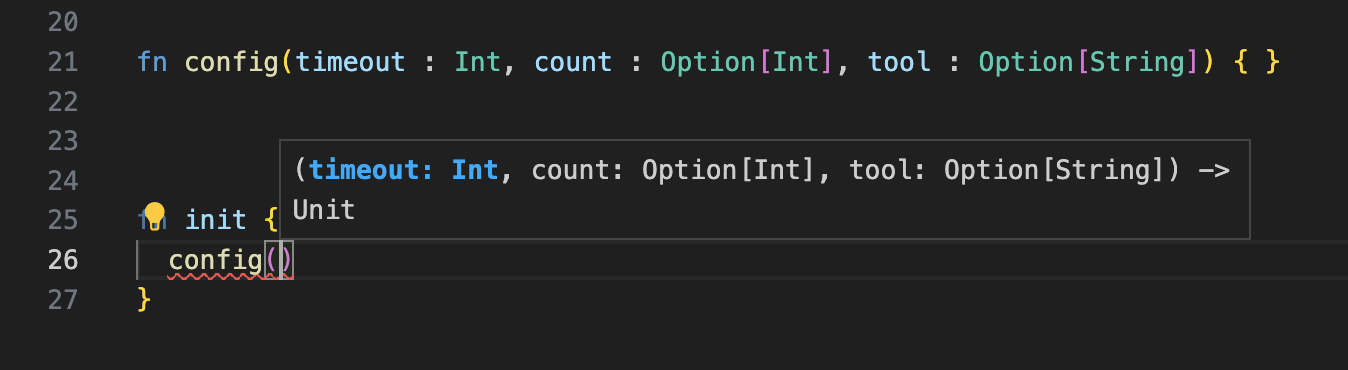 20
21 fn config(timeout : Int, count : Option[Int], tool : Option[String]) { }
22
23
(timeout: Int, count: Option[Int], tool: Option[String]) −>
24
Unit
25 init {
26 config()
27 }